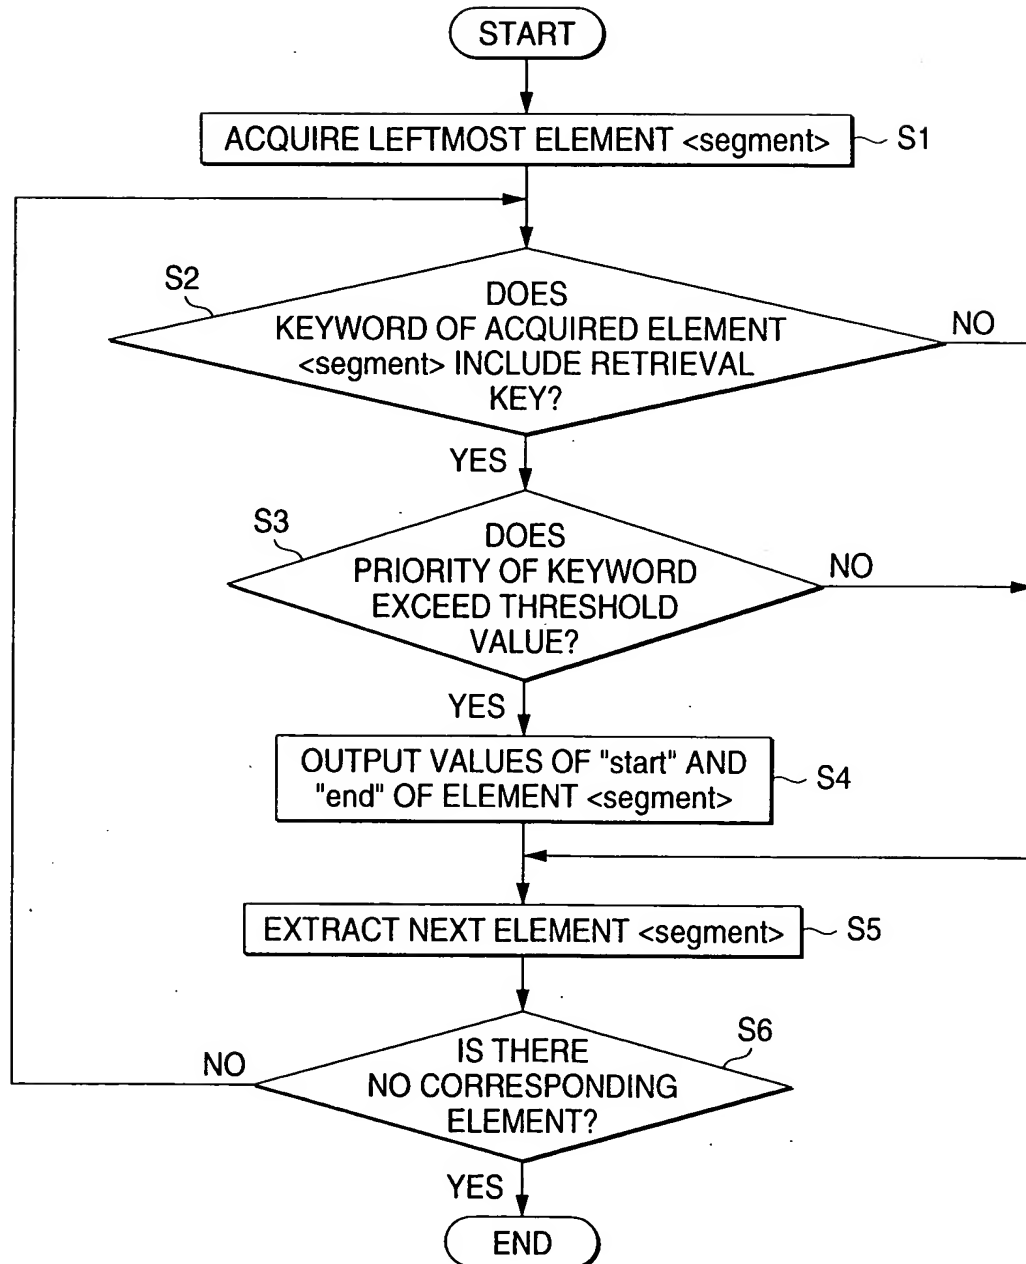 START
ACQUIRE LEFTMOST ELEMENT <segment>
S1
S2
DOES
KEYWORD OF ACQUIRED ELEMENT
<segment> INCLUDE RETRIEVAL
KEY?
NO
YES
S3
DOES
PRIORITY OF KEYWORD
EXCEED THRESHOLD
VALUE?
NO
YES
OUTPUT VALUES OF "start" AND
"end" OF ELEMENT <segment>
S4
EXTRACT NEXT ELEMENT <segment>
S5
S6
IS THERE
NO CORRESPONDING
ELEMENT?
NO
YES
END